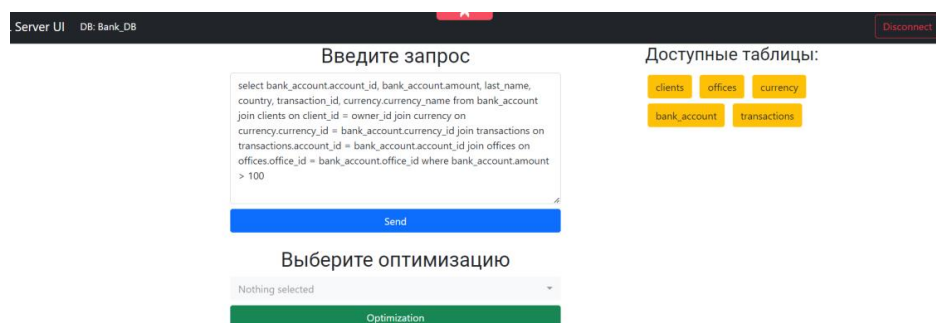 . Server UI DB: Bank_DB Disconnect
Введите запрос
select bank_account.account_id, bank_account.amount, last_name,
country, transaction_id, currency.currency_name from bank_account
join clients on client_id = owner_id join currency on
currency.currency_id = bank_account.currency_id join transactions on
transactions.account_id = bank_account.account_id join offices on
offices.office_id = bank_account.office_id where bank_account.amount
> 100
Send
Выберите оптимизацию
Nothing selected
Optimization
Доступные таблицы:
clients offices currency
bank_account transactions